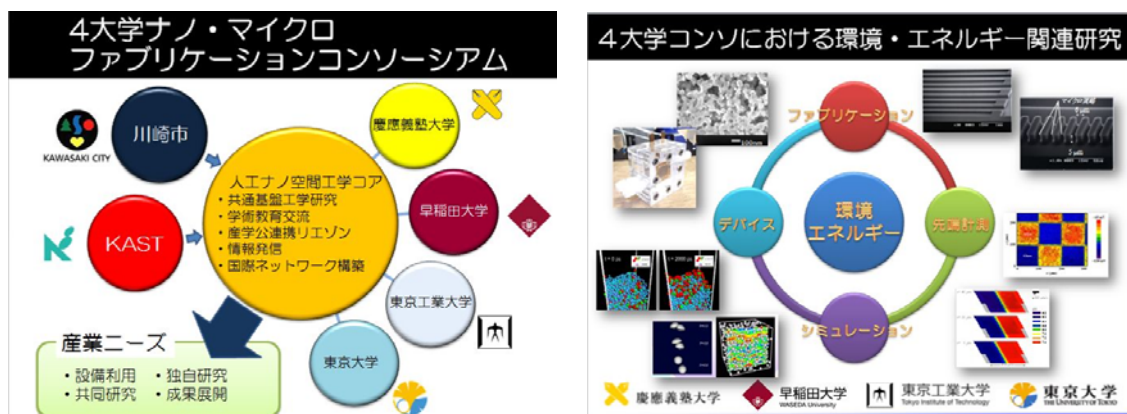 4大学ナノ・マイクロ
ファブリケーションコンソーシアム
KAWASAKI CITY
川崎市
KAST
人工ナノ空間工学コア
・共通基盤工学研究
・学術教育交流
・産学公連携リエゾン
・情報発信
・国際ネットワーク構築
慶應義塾大学
早稲田大学
東京工業大学
東京大学
産業ニーズ
・設備利用 ・独自研究
・共同研究 ・成果展開
4大学コンソにおける環境・エネルギー関連研究
ファブリケーション
デバイス
環境
エネルギー
先端計測
シミュレーション
100nm
マイクロ流路
5 μm
慶應義塾大学
早稲田大学
WASEDA University
東京工業大学
Tokyo Institute of Technology
東京大学
THE UNIVERSITY OF TOKYO